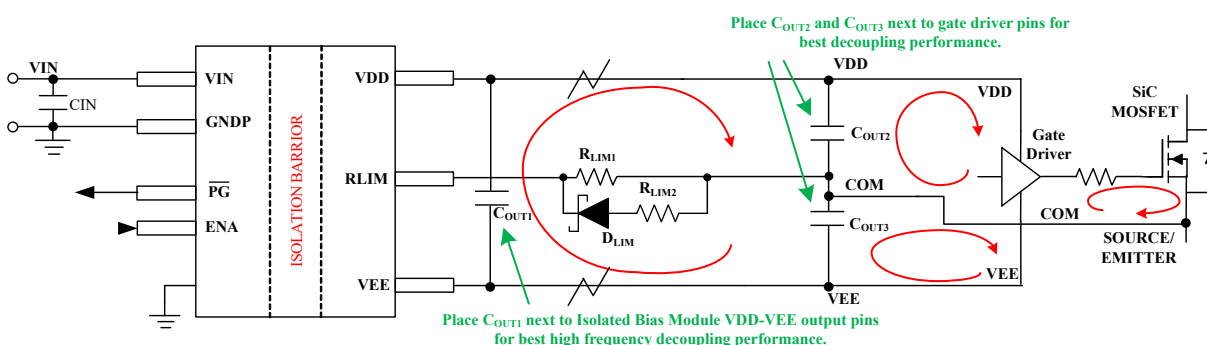 Place COUT2 and COUT3 next to gate driver pins for
best decoupling performance.
VIN
VIN
CIN
GNDP
PG
ENA
ISOLATION BARRIER
VDD
RLIM
VEE
COUT1
RLIM1
RLIM2
DLIM
VDD
COUT2
COM
COUT3
VEE
VDD
Gate
Driver
SiC
MOSFET
COM
SOURCE/
EMITTER
VEE
Place COUT1 next to Isolated Bias Module VDD-VEE output pins
for best high frequency decoupling performance.